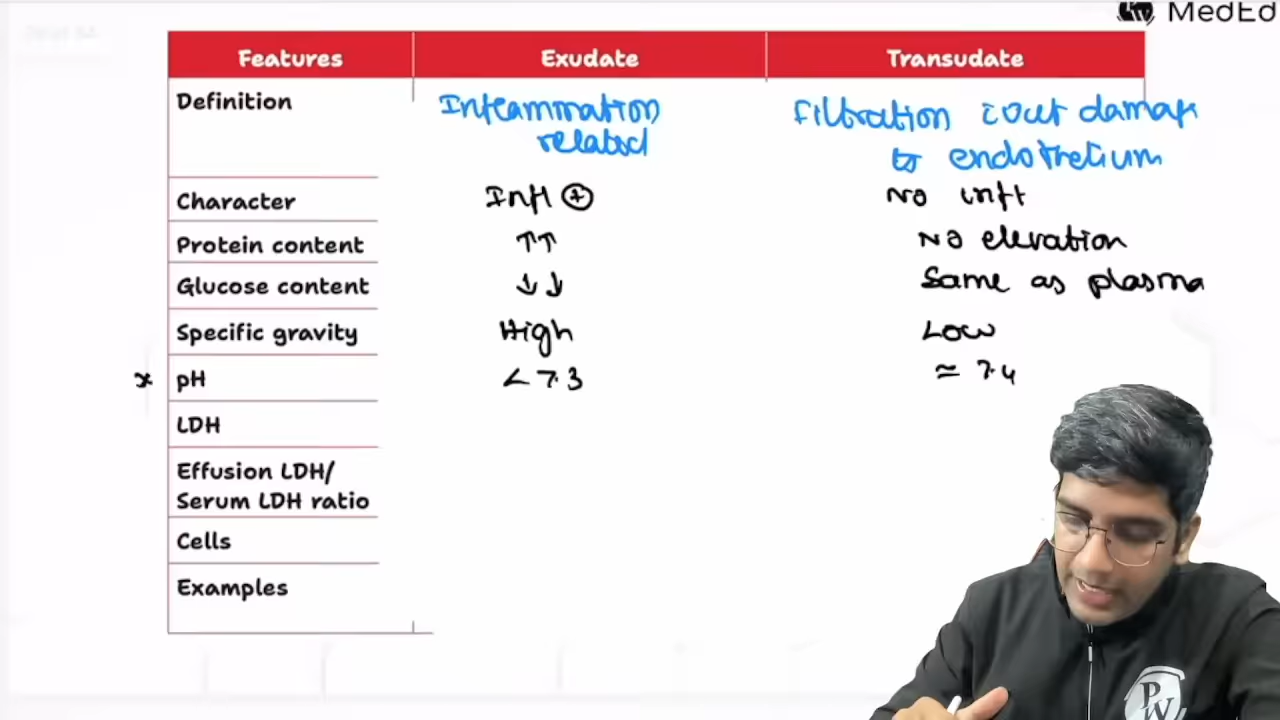 PW MedEd
Features Exudate Transudate
Definition Inflammation related Filtration s̄out damage to endothelium
Character Infl ⊕ No infl
Protein content ↑↑ No elevation
Glucose content ↓↓ Same as plasma
Specific gravity High Low
* pH < 7.3 ≃ 7.4
LDH
Effusion LDH/
Serum LDH ratio
Cells
Examples
PW